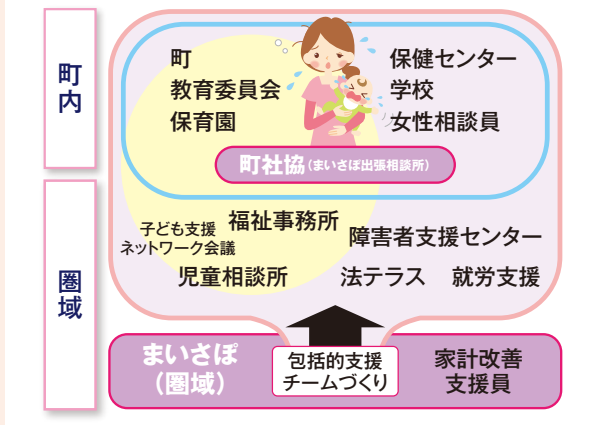 町内
町
教育委員会
保育園
保健センター
学校
女性相談員
町社協(まいさぽ出張相談所)
圏域
子ども支援
ネットワーク会議
福祉事務所
障害者支援センター
児童相談所
法テラス
就労支援
まいさぽ
(圏域)
包括的支援
チームづくり
家計改善
支援員